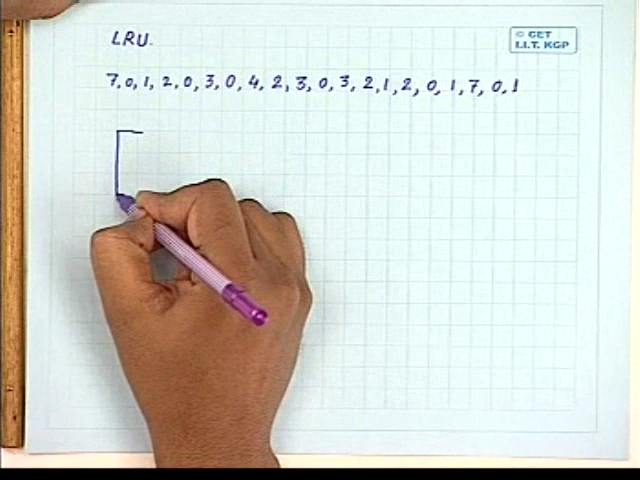 LRU.
© CET
I.I.T. KGP
7, 0, 1, 2, 0, 3, 0, 4, 2, 3, 0, 3, 2, 1, 2, 0, 1, 7, 0, 1